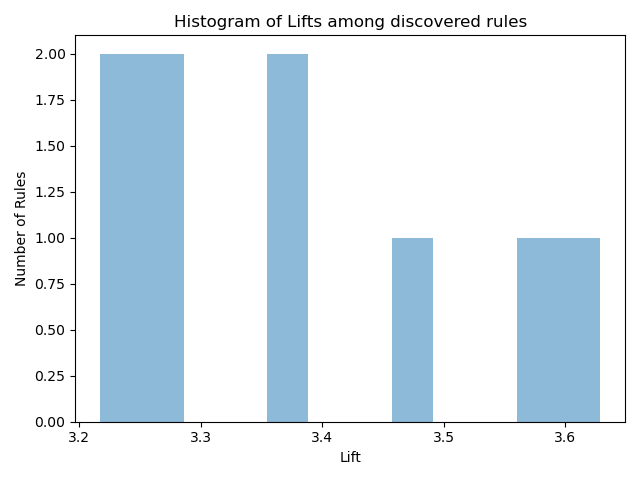 Histogram of Lifts among discovered rules
Number of Rules
2.00
1.75
1.50
1.25
1.00
0.75
0.50
0.25
0.00
3.2 3.3 3.4 3.5 3.6
Lift